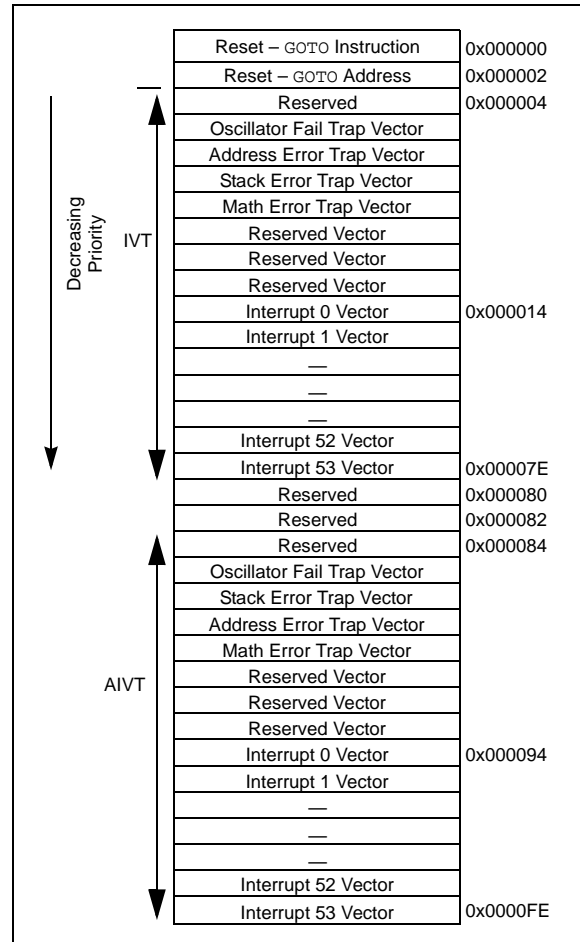 Reset – GOTO Instruction 0x000000
Reset – GOTO Address 0x000002
Reserved 0x000004
Oscillator Fail Trap Vector
Address Error Trap Vector
Stack Error Trap Vector
Math Error Trap Vector
Reserved Vector
Reserved Vector
Reserved Vector
Interrupt 0 Vector 0x000014
Interrupt 1 Vector
—
—
—
Interrupt 52 Vector
Interrupt 53 Vector 0x00007E
Reserved 0x000080
Reserved 0x000082
Reserved 0x000084
Oscillator Fail Trap Vector
Stack Error Trap Vector
Address Error Trap Vector
Math Error Trap Vector
Reserved Vector
Reserved Vector
Reserved Vector
Interrupt 0 Vector 0x000094
Interrupt 1 Vector
—
—
—
Interrupt 52 Vector
Interrupt 53 Vector 0x0000FE
Decreasing
Priority
IVT
AIVT